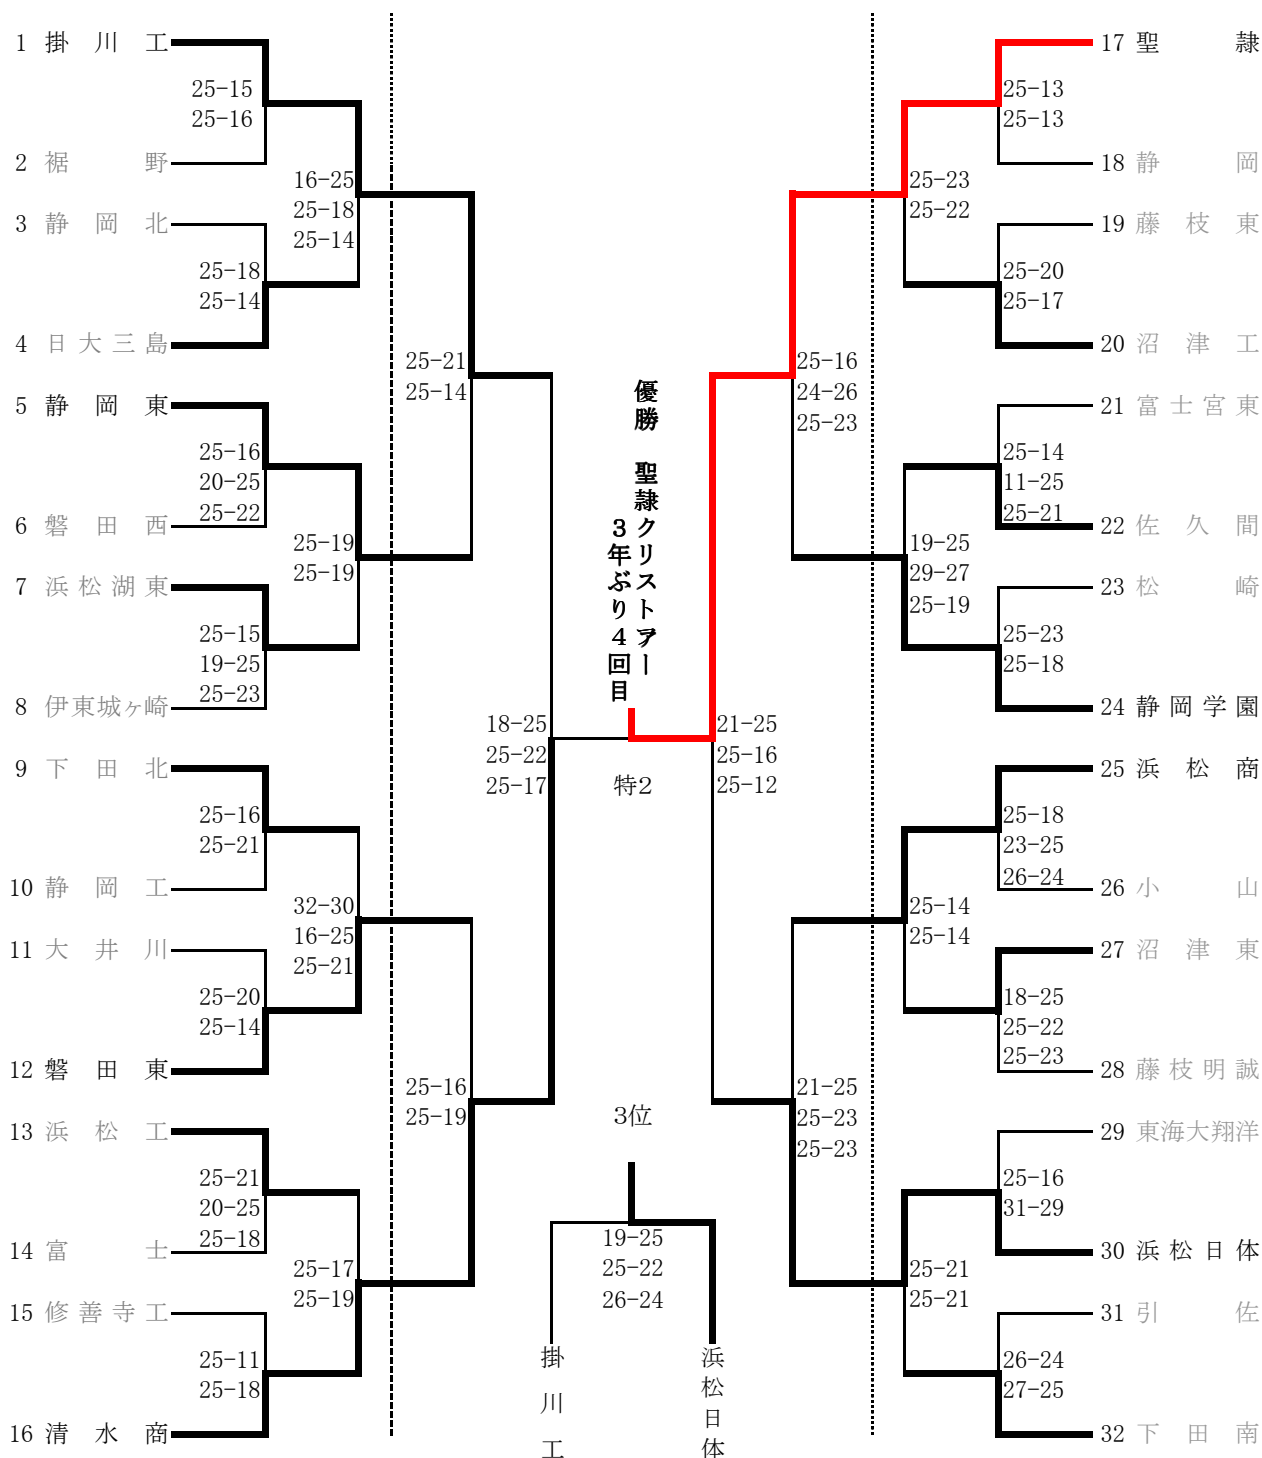 1 掛川工
25-15
25-16
2 裾野
16-25
25-18
25-14
3 静岡北
25-18
25-14
4 日大三島
25-21
25-14
5 静岡東
25-16
20-25
25-22
6 磐田西
25-19
25-19
7 浜松湖東
25-15
19-25
25-23
8 伊東城ヶ崎
18-25
25-22
25-17
9 下田北
25-16
25-21
10 静岡工
32-30
16-25
25-21
11 大井川
25-20
25-14
12 磐田東
25-16
25-19
13 浜松工
25-21
20-25
25-18
14 富士
25-17
25-19
15 修善寺工
25-11
25-18
16 清水商
優勝 聖隷クリストファー
3年ぶり4回目
特2
3位
19-25
25-22
26-24
掛川工
浜松日体
17 聖隷
25-13
25-13
18 静岡
25-23
25-22
19 藤枝東
25-20
25-17
20 沼津工
25-16
24-26
25-23
21 富士宮東
25-14
11-25
25-21
22 佐久間
19-25
29-27
25-19
23 松崎
25-23
25-18
24 静岡学園
21-25
25-16
25-12
25 浜松商
25-18
23-25
26-24
26 小山
25-14
25-14
27 沼津東
18-25
25-22
25-23
28 藤枝明誠
21-25
25-23
25-23
29 東海大翔洋
25-16
31-29
30 浜松日体
25-21
25-21
31 引佐
26-24
27-25
32 下田南